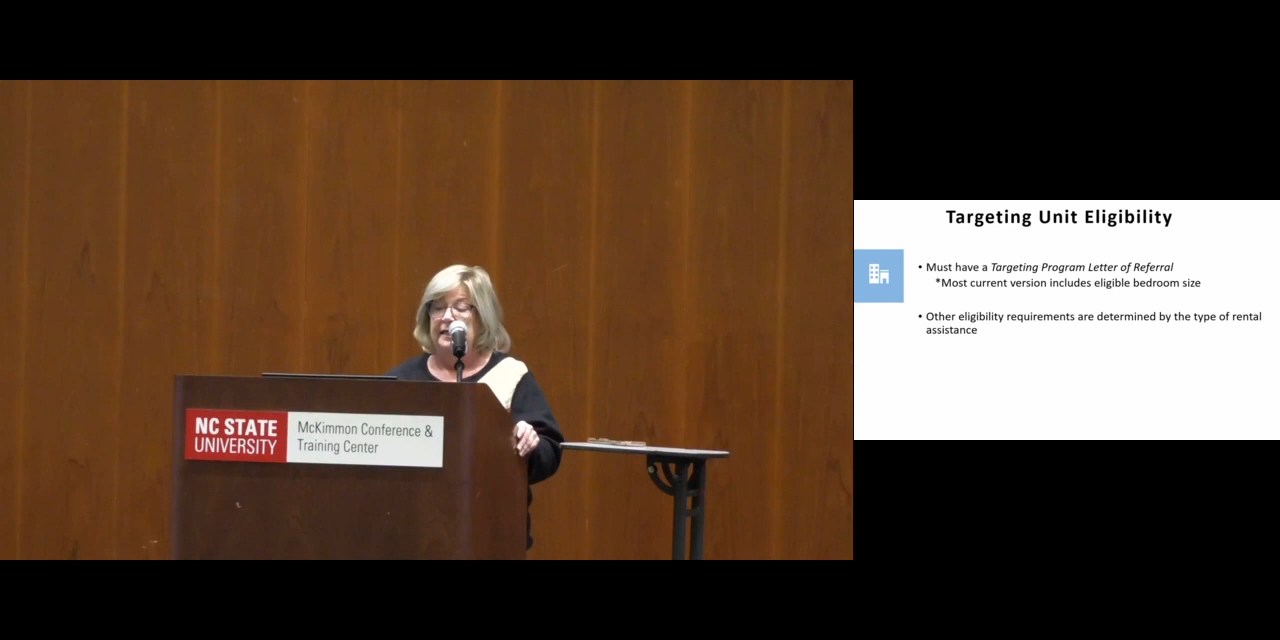 NC STATE
UNIVERSITY
McKimmon Conference &
Training Center
Targeting Unit Eligibility
• Must have a Targeting Program Letter of Referral
*Most current version includes eligible bedroom size
• Other eligibility requirements are determined by the type of rental
assistance